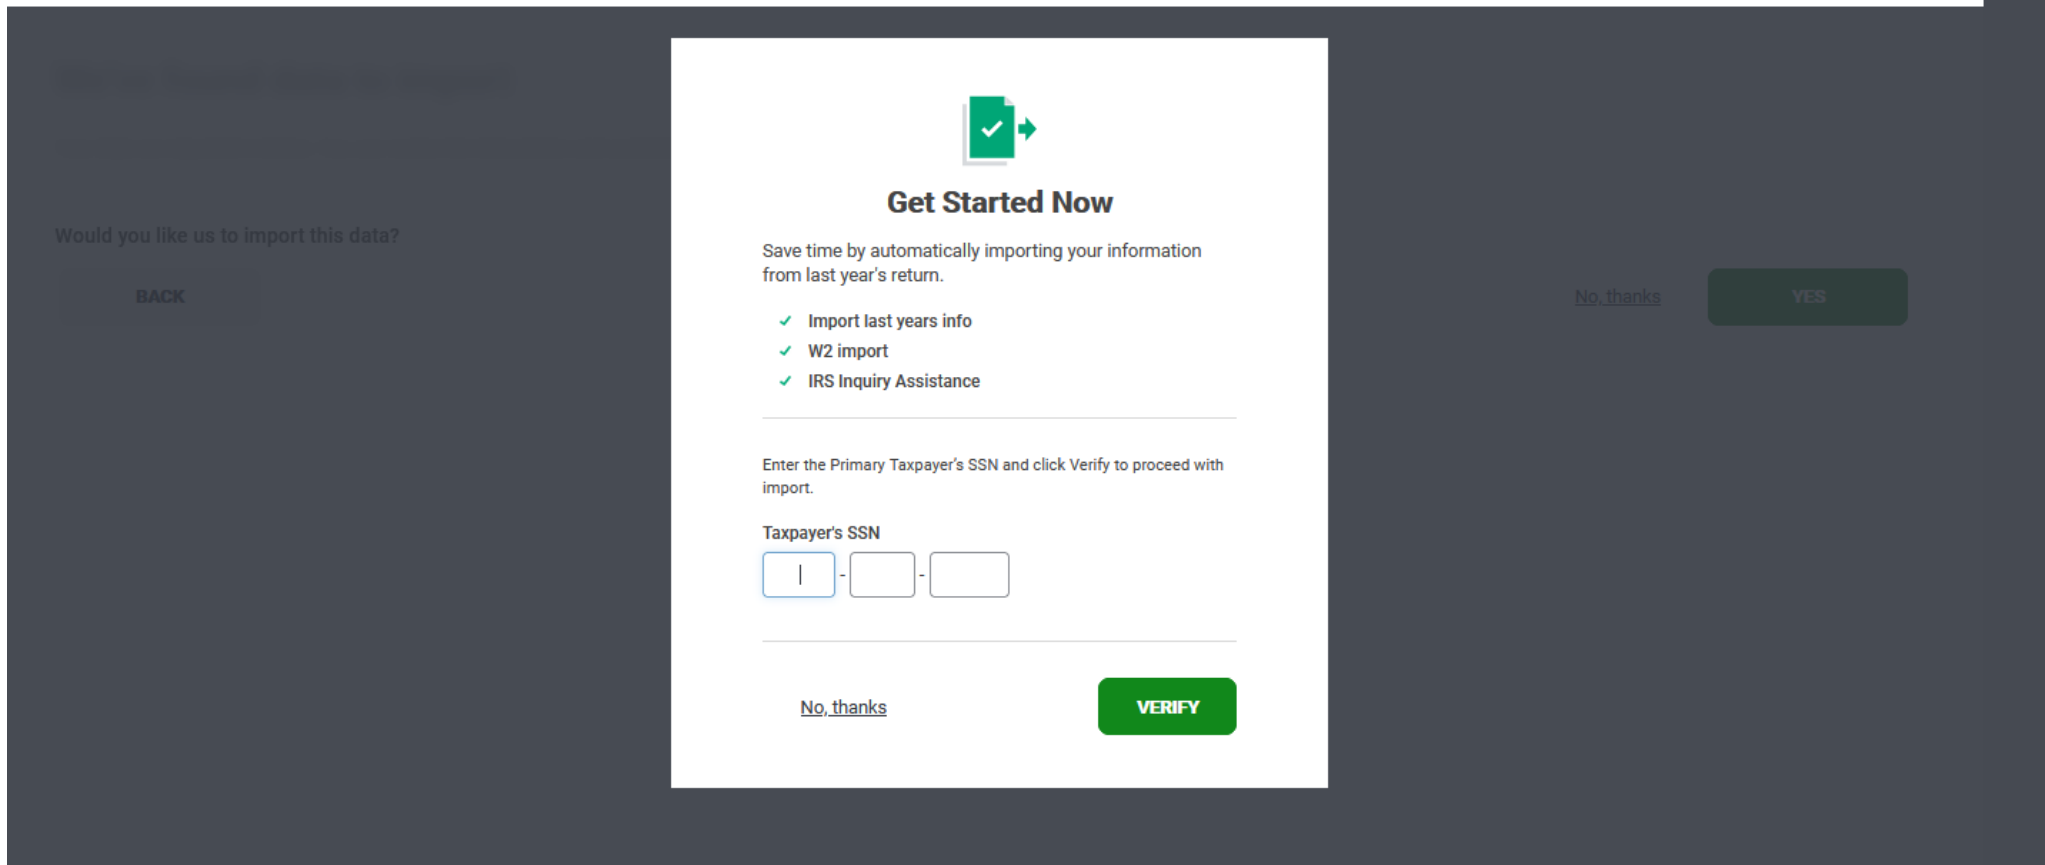 Get Started Now
Save time by automatically importing your information
from last year's return.
Import last years info
W2 import
IRS Inquiry Assistance
Enter the Primary Taxpayer's SSN and click Verify to proceed with
import.
Taxpayer's SSN
- -
No, thanks
VERIFY
Would you like us to import this data?
BACK
No, thanks
YES